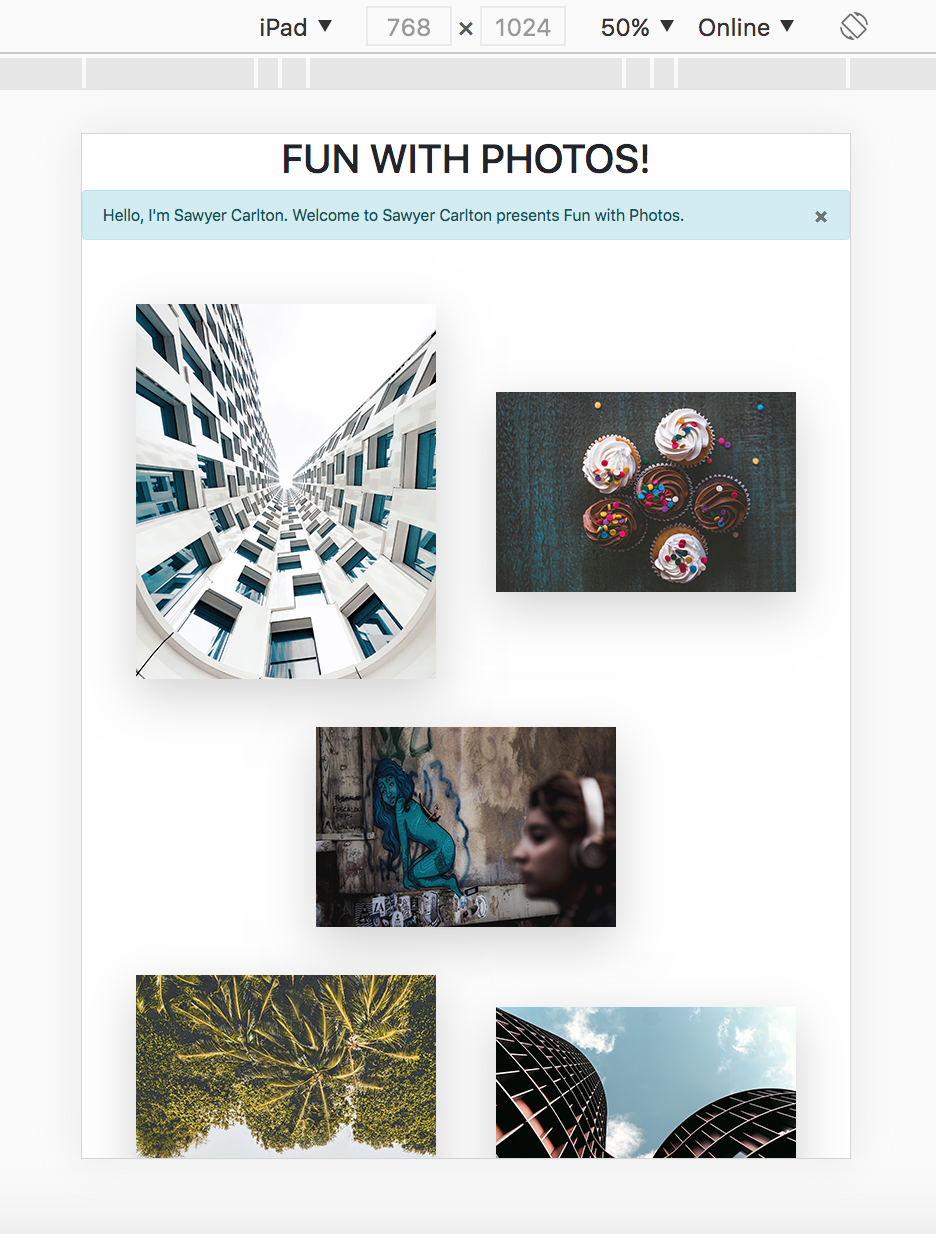 iPad ▼ 768 × 1024 50% ▼ Online ▼
FUN WITH PHOTOS!
Hello, I'm Sawyer Carlton. Welcome to Sawyer Carlton presents Fun with Photos. ×